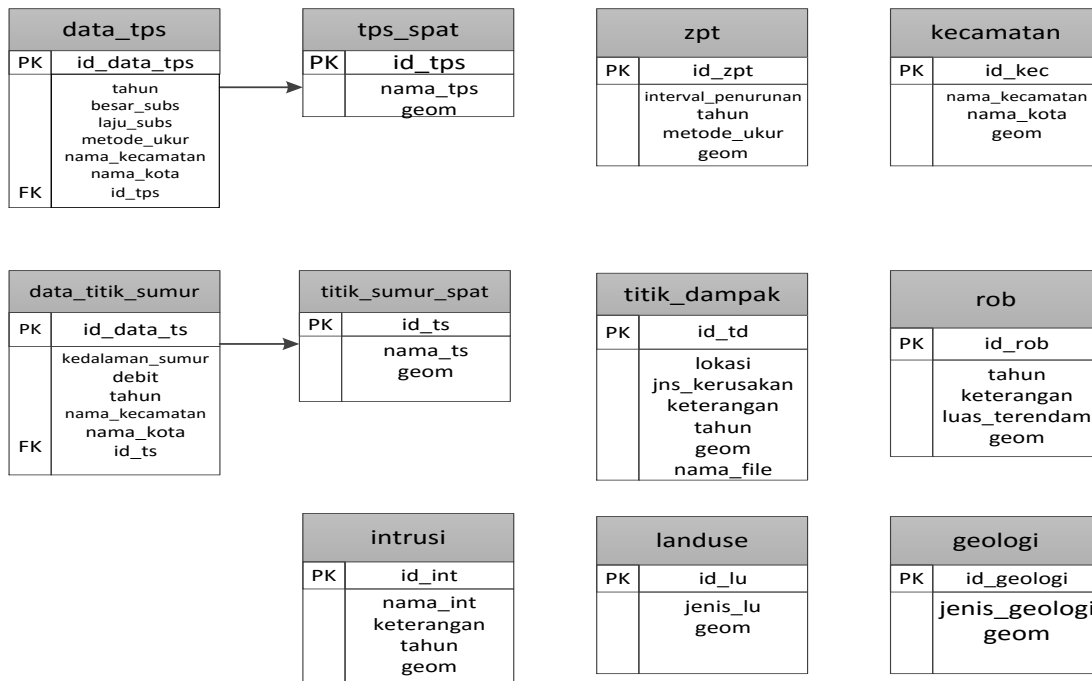 data_tps
PK id_data_tps
tahun
besar_subs
laju_subs
metode_ukur
nama_kecamatan
nama_kota
FK id_tps
tps_spat
PK id_tps
nama_tps
geom
zpt
PK id_zpt
interval_penurunan
tahun
metode_ukur
geom
kecamatan
PK id_kec
nama_kecamatan
nama_kota
geom
data_titik_sumur
PK id_data_ts
kedalaman_sumur
debit
tahun
nama_kecamatan
nama_kota
FK id_ts
titik_sumur_spat
PK id_ts
nama_ts
geom
titik_dampak
PK id_td
lokasi
jns_kerusakan
keterangan
tahun
geom
nama_file
rob
PK id_rob
tahun
keterangan
luas_terendam
geom
intrusi
PK id_int
nama_int
keterangan
tahun
geom
landuse
PK id_lu
jenis_lu
geom
geologi
PK id_geologi
jenis_geologi
geom